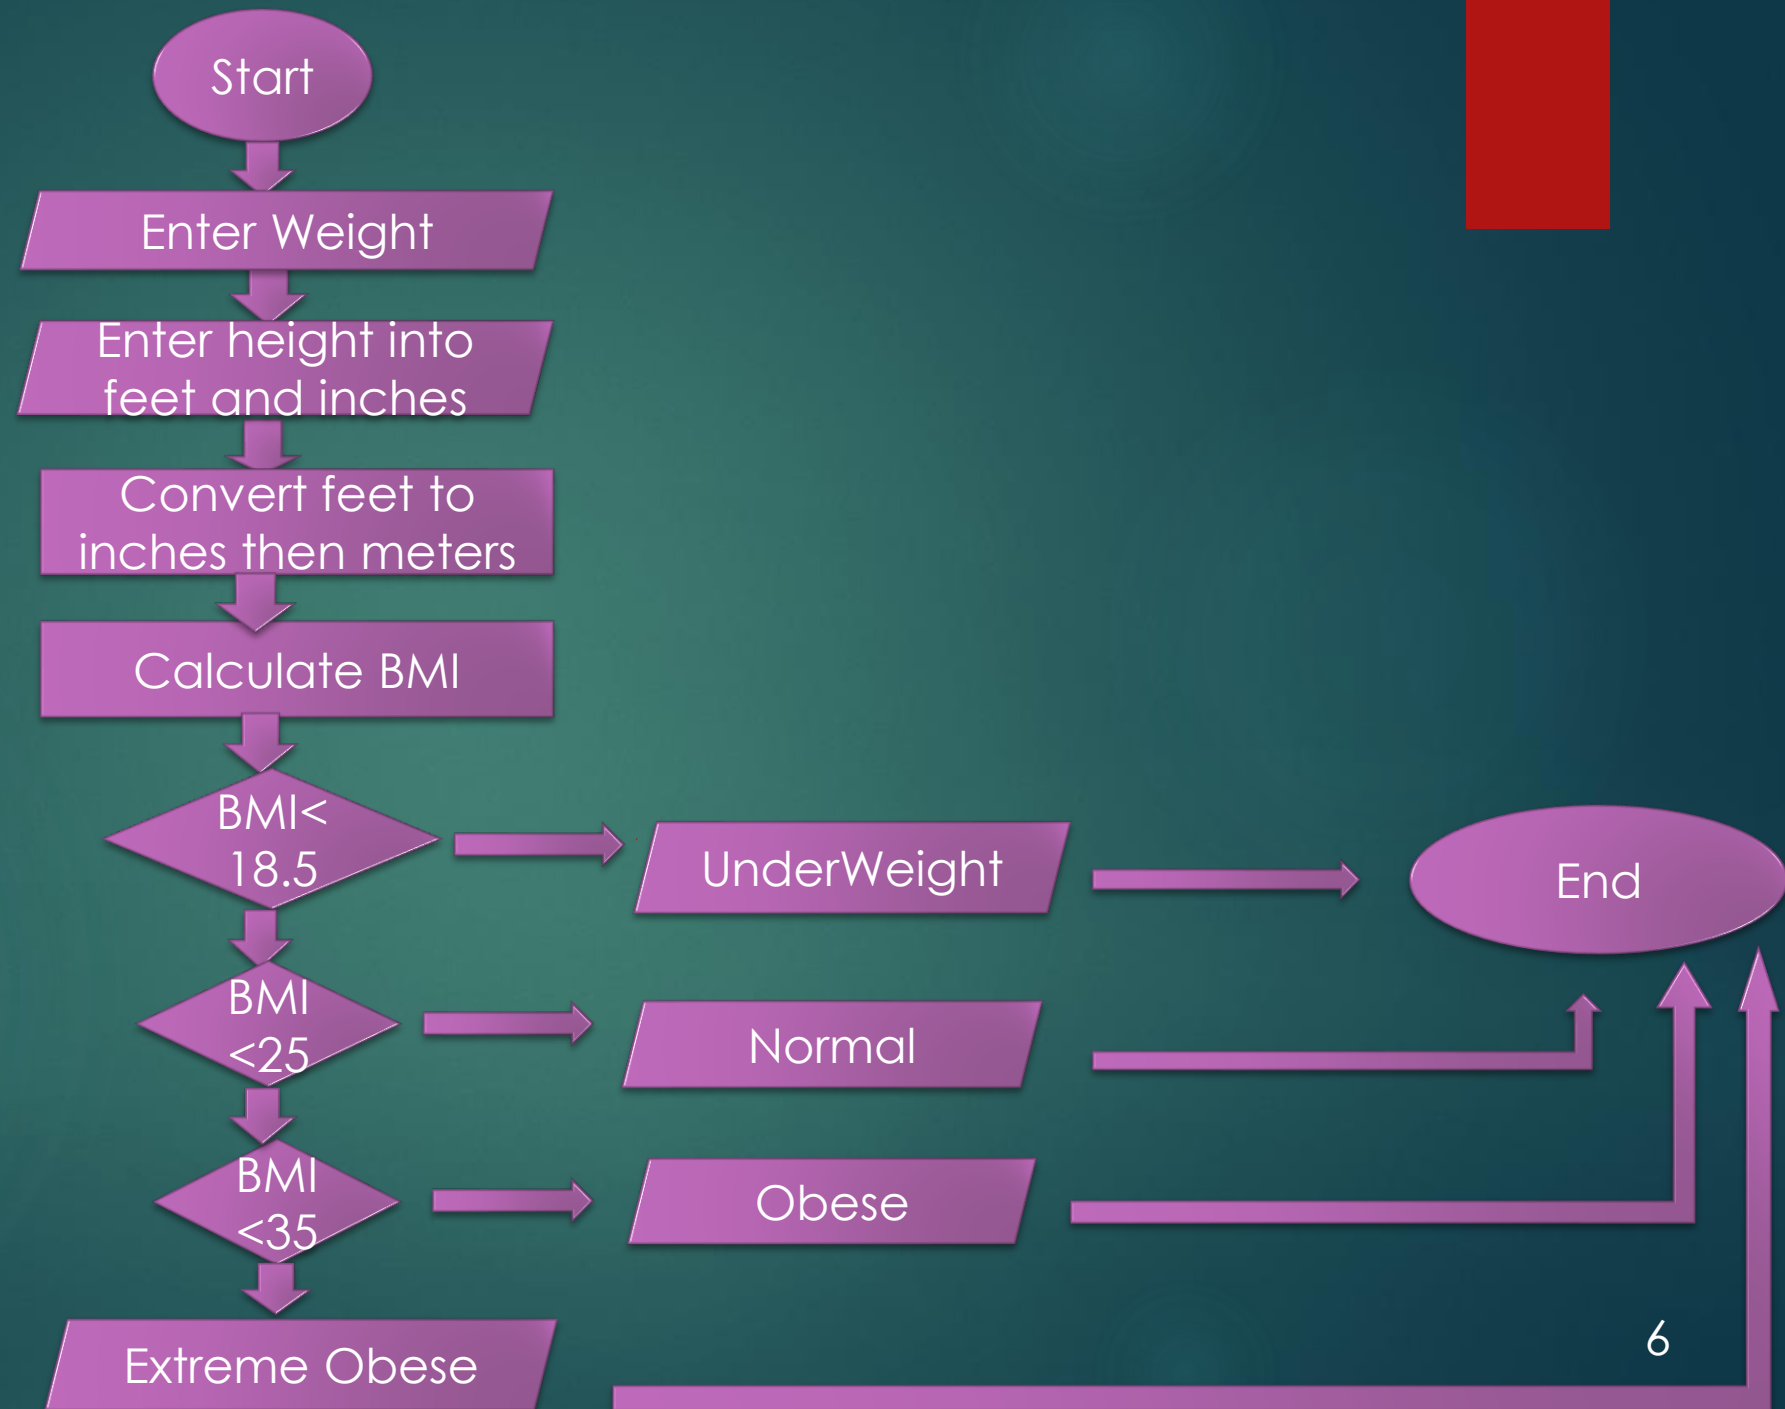 Start
Enter Weight
Enter height into
feet and inches
Convert feet to
inches then meters
Calculate BMI
BMI<
18.5
UnderWeight
End
BMI
<25
Normal
BMI
<35
Obese
Extreme Obese
6